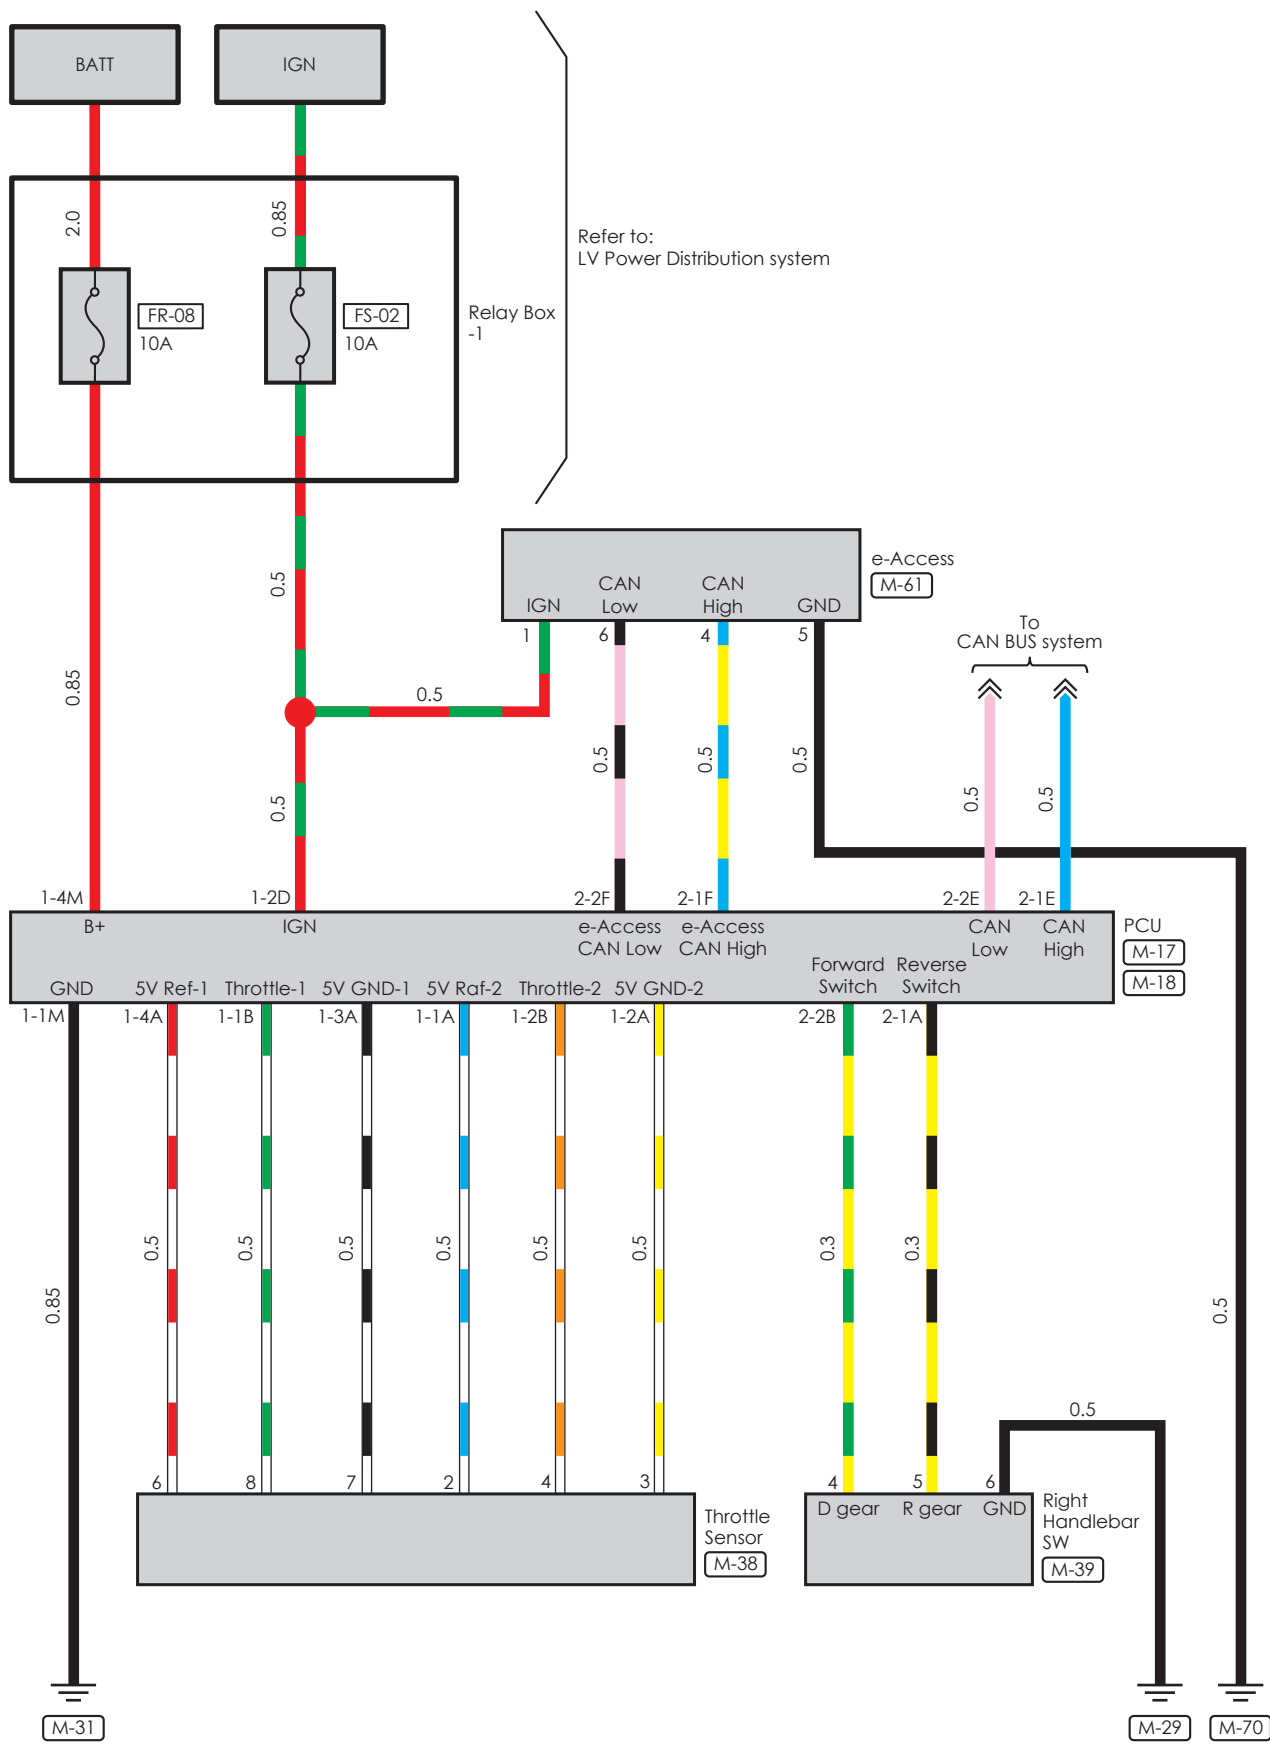 BATT
IGN
2.0
0.85
Refer to:
LV Power Distribution system
FR-08
10A
FS-02
10A
Relay Box
-1
0.5
e-Access
M-61
IGN
CAN
Low
CAN
High
GND
1
6
4
5
To
CAN BUS system
0.85
0.5
0.5
0.5
0.5
0.5
0.5
0.5
1-4M
1-2D
2-2F
2-1F
2-2E
2-1E
B+
IGN
e-Access
CAN Low
e-Access
CAN High
CAN
Low
CAN
High
PCU
M-17
M-18
GND
5V Ref-1
Throttle-1
5V GND-1
5V Raf-2
Throttle-2
5V GND-2
Forward
Switch
Reverse
Switch
1-1M
1-4A
1-1B
1-3A
1-1A
1-2B
1-2A
2-2B
2-1A
0.85
0.5
0.5
0.5
0.5
0.5
0.5
0.3
0.3
0.5
0.5
6
8
7
2
4
3
4
5
6
Throttle
Sensor
M-38
D gear
R gear
GND
Right
Handlebar
SW
M-39
M-31
M-29
M-70